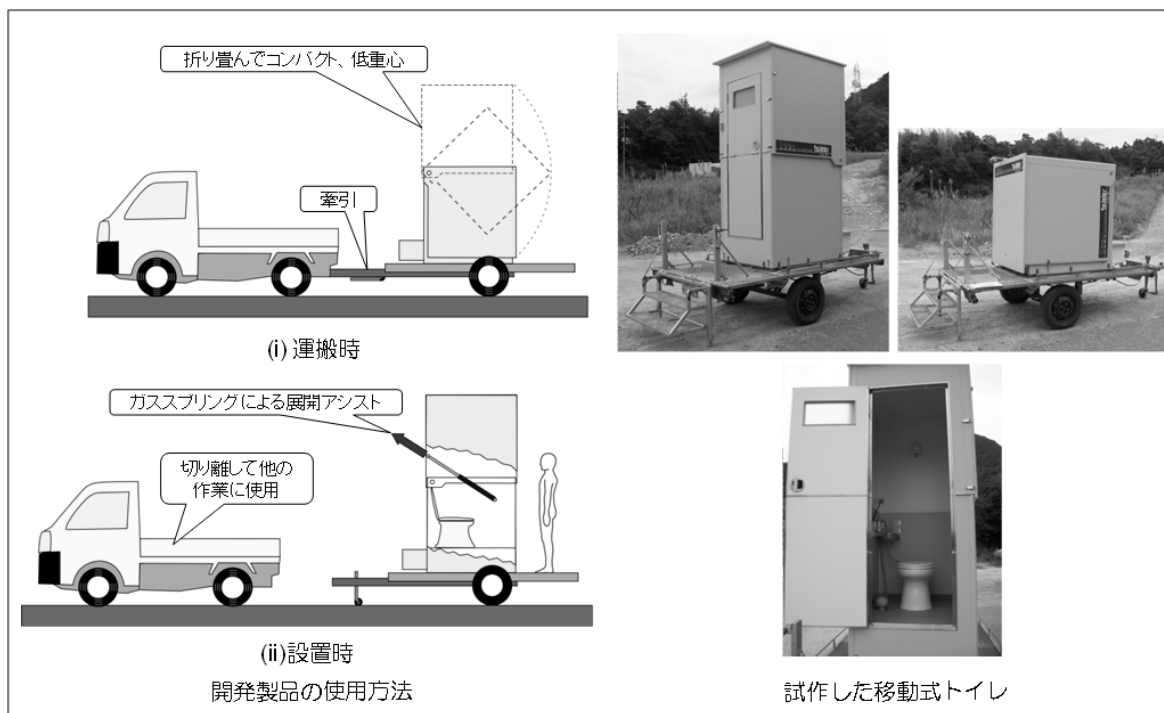 折り畳んでコンパクト、低重心
牽引
(i) 運搬時
ガススプリングによる展開アシスト
切り離して他の
作業に使用
(ii)設置時
開発製品の使用方法
試作した移動式トイレ